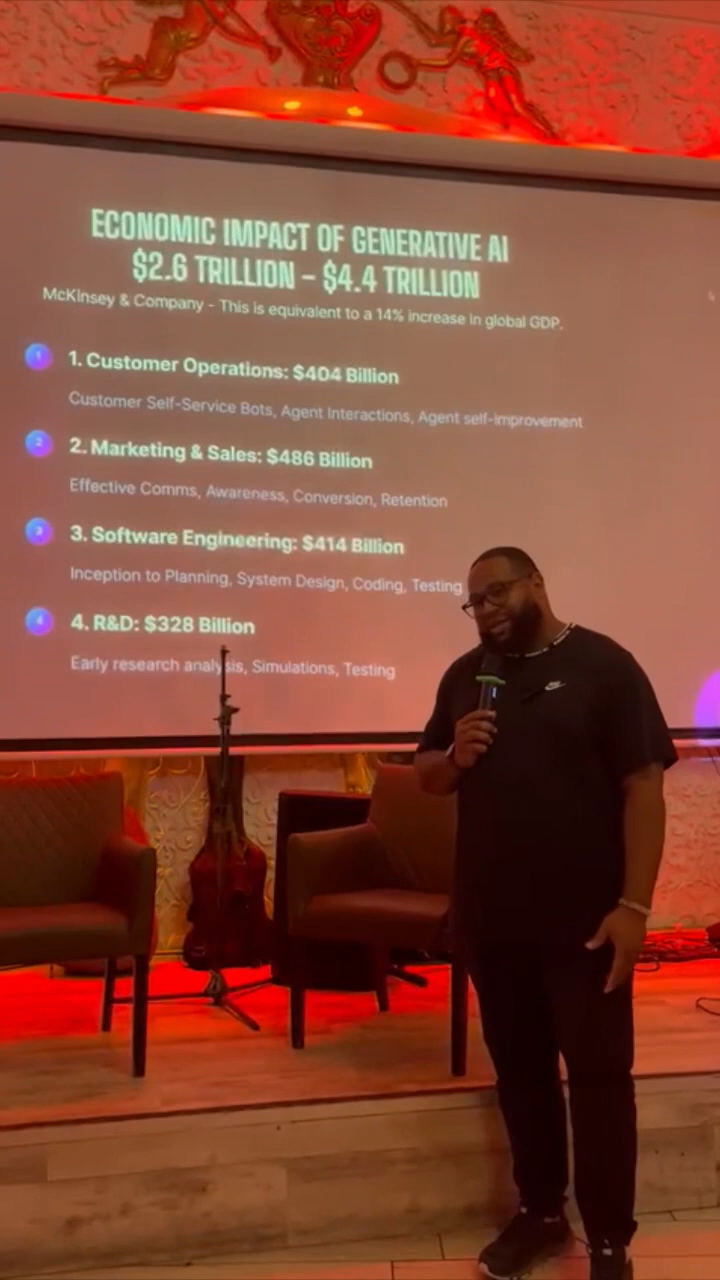 ECONOMIC IMPACT OF GENERATIVE AI
$2.6 TRILLION – $4.4 TRILLION
McKinsey & Company - This is equivalent to a 14% increase in global GDP.
1
1. Customer Operations: $404 Billion
Customer Self-Service Bots, Agent Interactions, Agent self-improvement
2
2. Marketing & Sales: $486 Billion
Effective Comms, Awareness, Conversion, Retention
3
3. Software Engineering: $414 Billion
Inception to Planning, System Design, Coding, Testing
4
4. R&D: $328 Billion
Early research analysis, Simulations, Testing